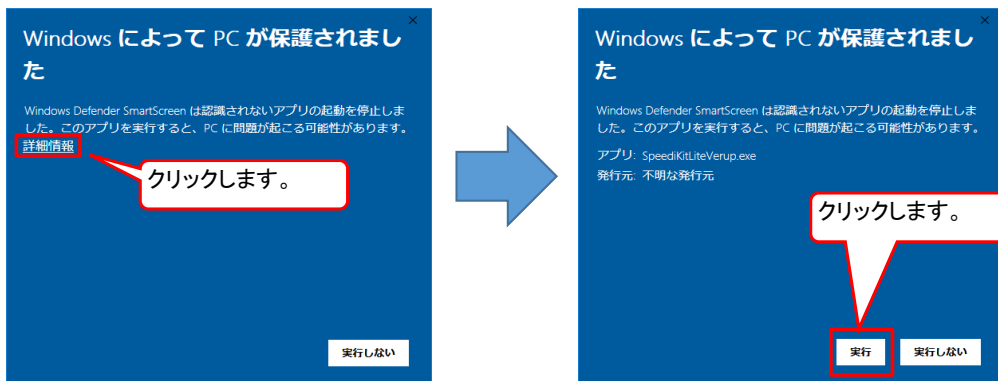 Windows によって PC が保護されまし
た
Windows Defender SmartScreen は認識されないアプリの起動を停止しま
した。このアプリを実行すると、PC に問題が起こる可能性があります。
詳細情報
クリックします。
実行しない
Windows によって PC が保護されまし
た
Windows Defender SmartScreen は認識されないアプリの起動を停止しま
した。このアプリを実行すると、PC に問題が起こる可能性があります。
アプリ: SpeediKitLiteVerup.exe
発行元: 不明な発行元
クリックします。
実行 実行しない